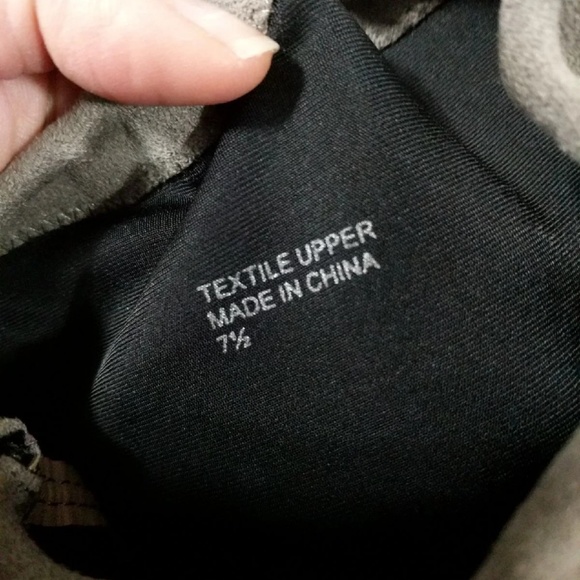 TEXTILE UPPER
MADE IN CHINA
7½